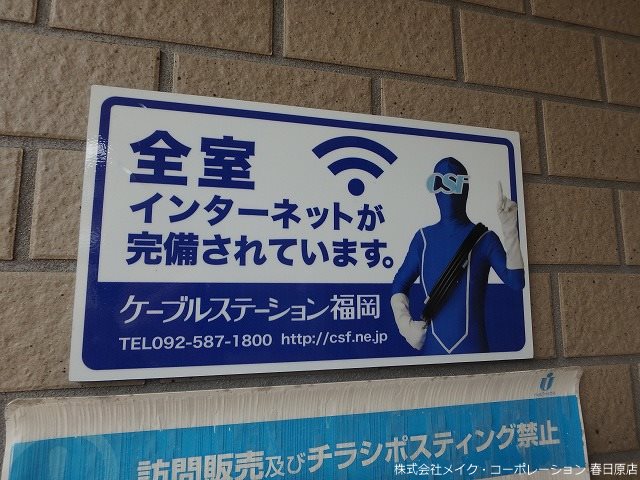 全室
インターネットが
完備されています。
CSF
ケーブルステーション福岡
TEL092-587-1800 http://csf.ne.jp
訪問販売及びチラシポスティング禁止
株式会社メイク・コーポレーション 春日原店